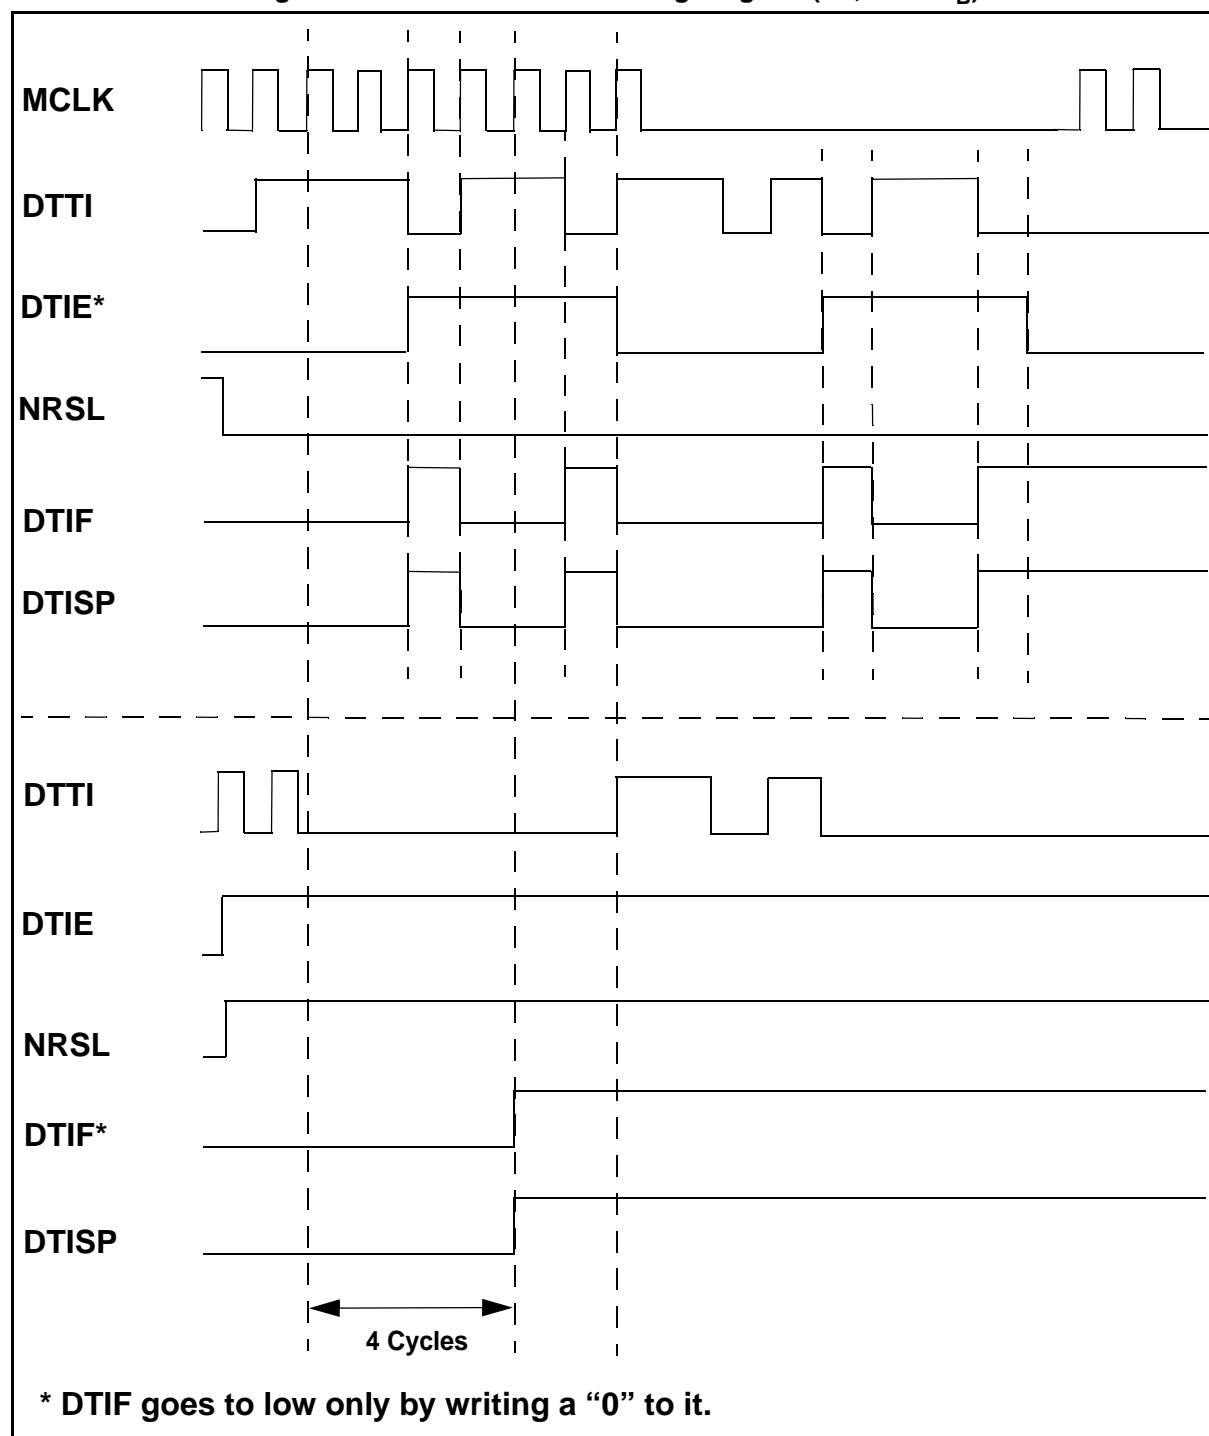 MCLK
DTTI
DTIE*
NRSL
DTIF
DTISP
DTTI
DTIE
NRSL
DTIF*
DTISP
4 Cycles
* DTIF goes to low only by writing a “0” to it.